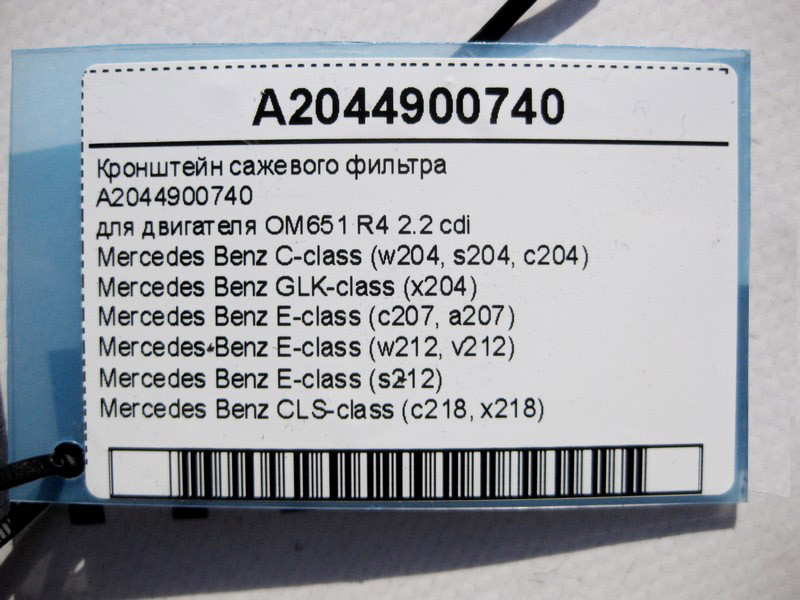 A2044900740
Кронштейн сажевого фильтра
A2044900740
для двигателя OM651 R4 2.2 cdi
Mercedes Benz C-class (w204, s204, c204)
Mercedes Benz GLK-class (x204)
Mercedes Benz E-class (c207, a207)
Mercedes Benz E-class (w212, v212)
Mercedes Benz E-class (s212)
Mercedes Benz CLS-class (c218, x218)